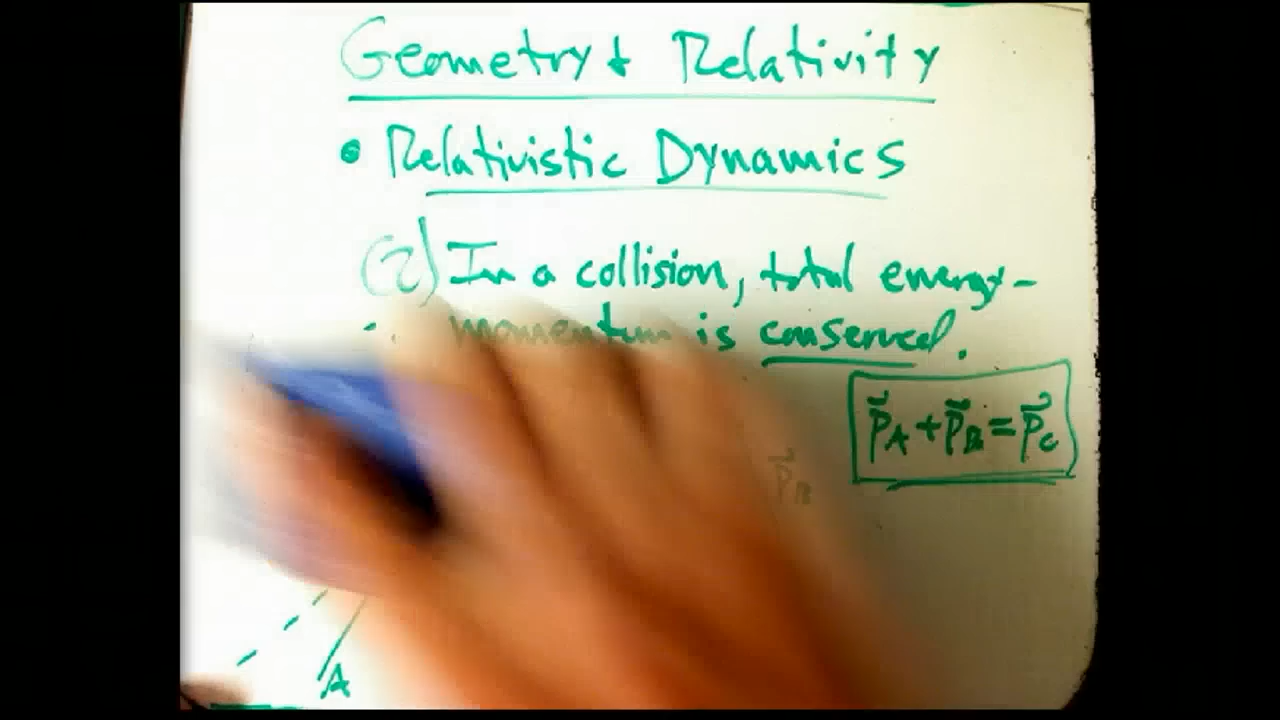 Geometry & Relativity
• Relativistic Dynamics
(2) In a collision, total energy-
momentum is conserved.
p⃗A + p⃗B = p⃗C
p⃗B
A